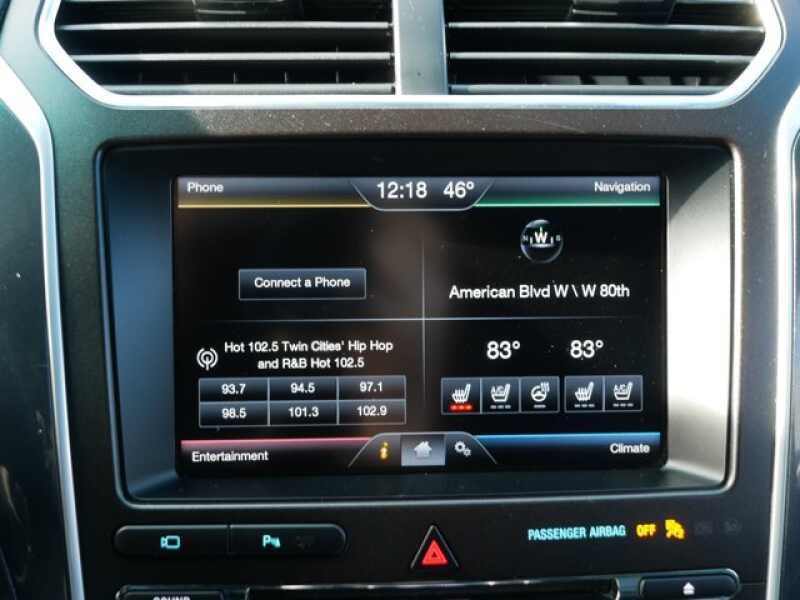 Phone
12:18 46°
Navigation
W
Connect a Phone
American Blvd W \ W 80th
Hot 102.5 Twin Cities' Hip Hop
and R&B Hot 102.5
83° 83°
93.7 94.5 97.1
98.5 101.3 102.9
A/C A/C
Entertainment
Climate
P
PASSENGER AIRBAG OFF
SOUND